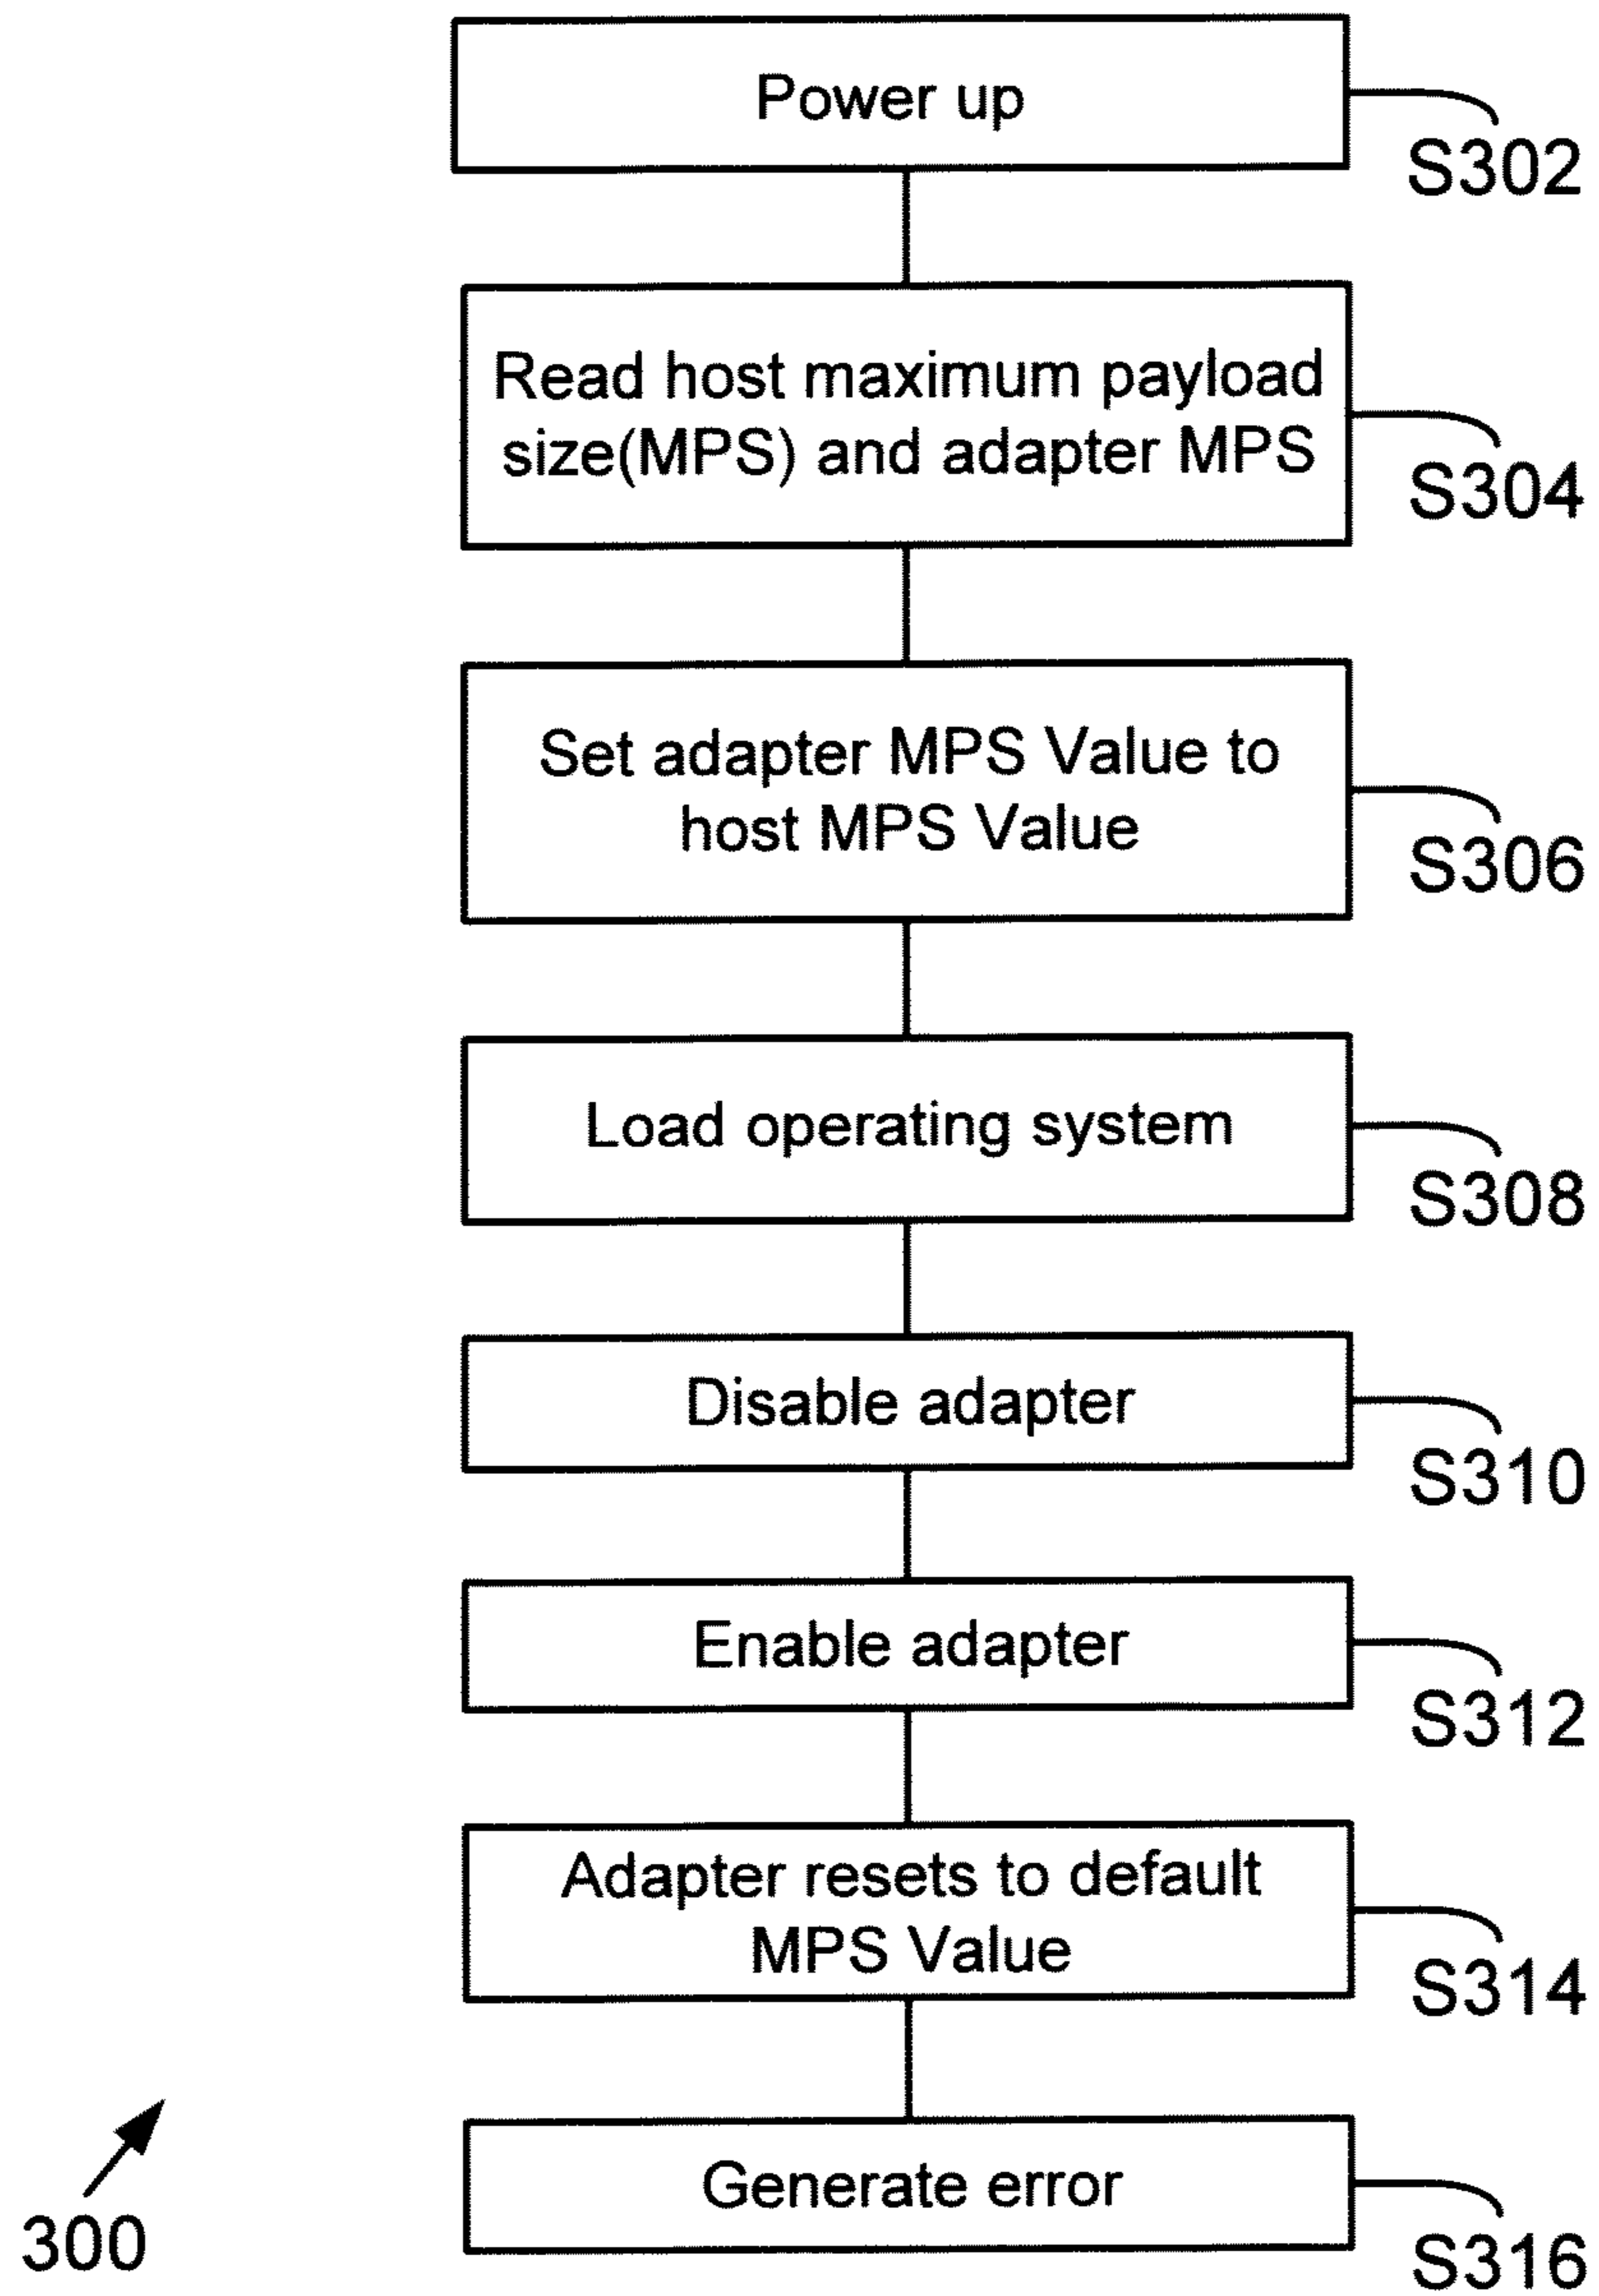 Power up
S302
Read host maximum payload
size(MPS) and adapter MPS
S304
Set adapter MPS Value to
host MPS Value
S306
Load operating system
S308
Disable adapter
S310
Enable adapter
S312
Adapter resets to default
MPS Value
S314
Generate error
S316
300